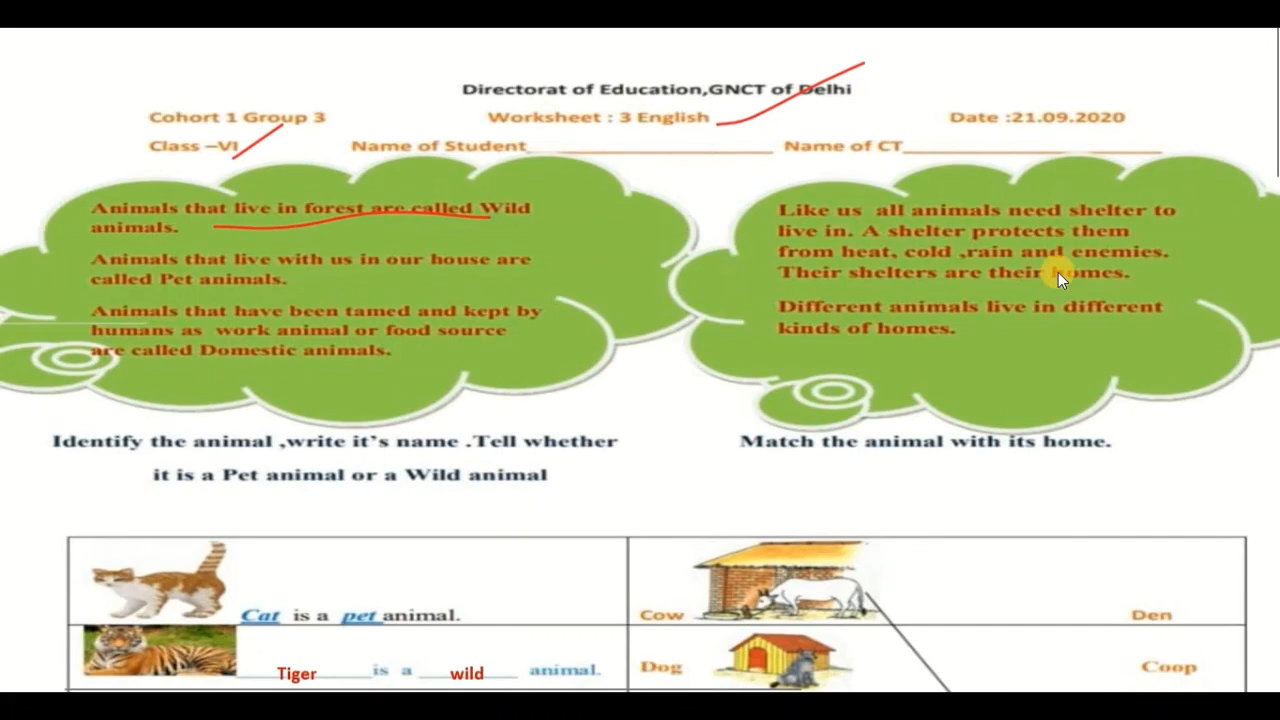 Directorat of Education,GNCT of Delhi
Cohort 1 Group 3 Worksheet : 3 English Date :21.09.2020
Class –VI Name of Student__________________ Name of CT__________________
Animals that live in forest are called Wild
animals.
Animals that live with us in our house are
called Pet animals.
Animals that have been tamed and kept by
humans as work animal or food source
are called Domestic animals.
Like us all animals need shelter to
live in. A shelter protects them
from heat, cold ,rain and enemies.
Their shelters are their homes.
Different animals live in different
kinds of homes.
Identify the animal ,write it’s name .Tell whether
it is a Pet animal or a Wild animal
Match the animal with its home.
Cat is a pet animal.
Tiger is a wild animal.
Cow Den
Dog Coop